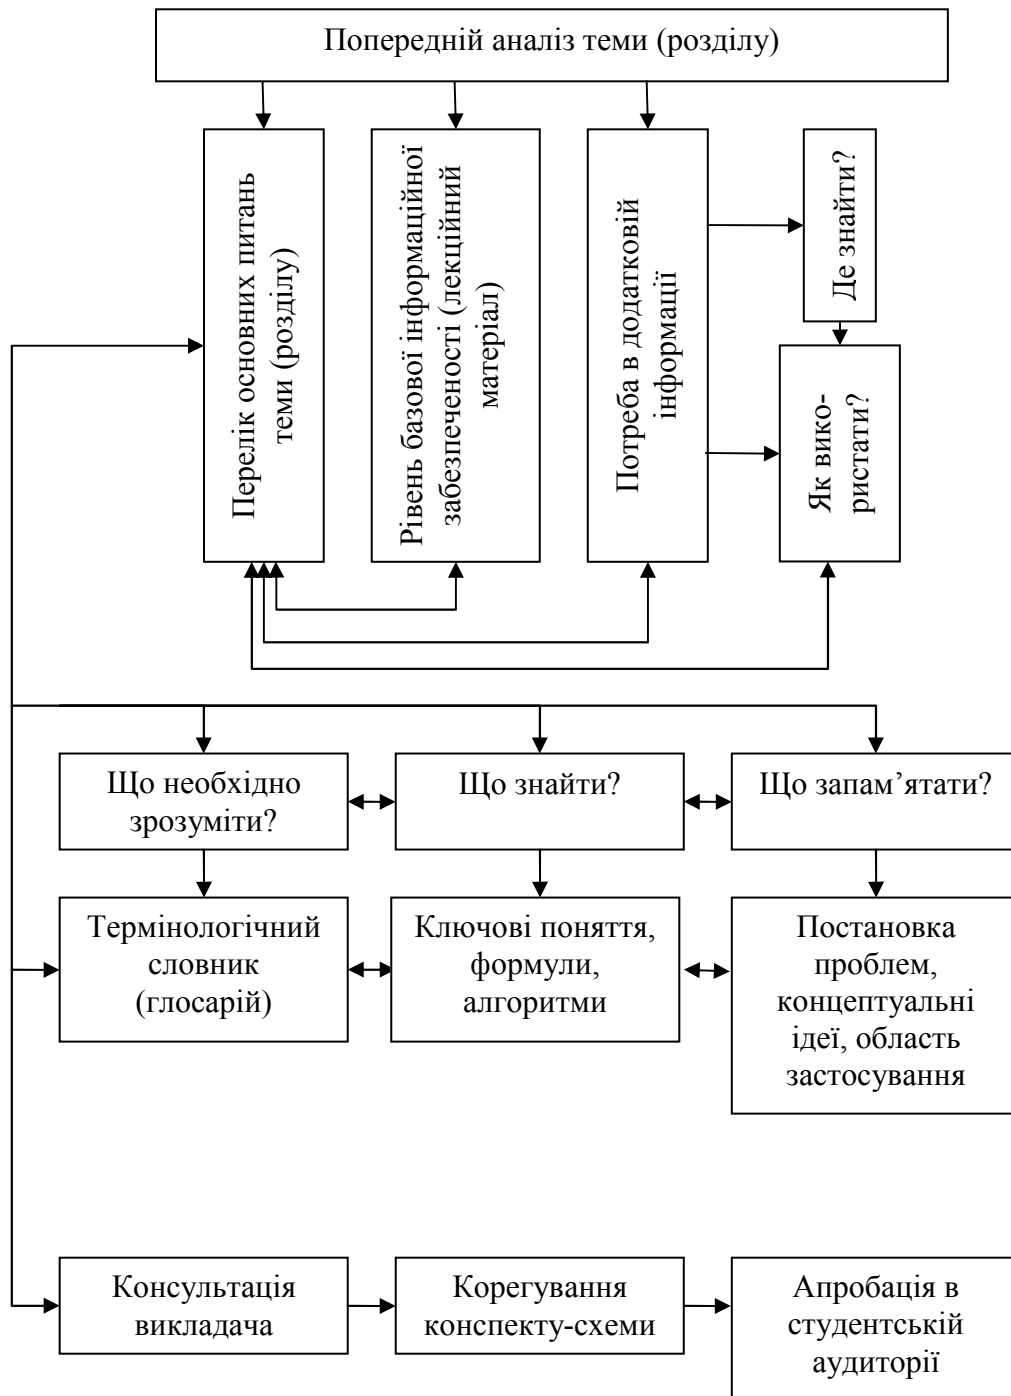 Попередній аналіз теми (розділу)
Перелік основних питань
теми (розділу)
Рівень базової інформаційної
забезпеченості (лекційний
матеріал)
Потреба в додатковій
інформації
Де знайти?
Як вико-
ристати?
Що необхідно
зрозуміти?
Що знайти?
Що запам’ятати?
Термінологічний
словник
(глосарій)
Ключові поняття,
формули,
алгоритми
Постановка
проблем,
концептуальні
ідеї, область
застосування
Консультація
викладача
Корегування
конспекту-схеми
Апробація в
студентській
аудиторії